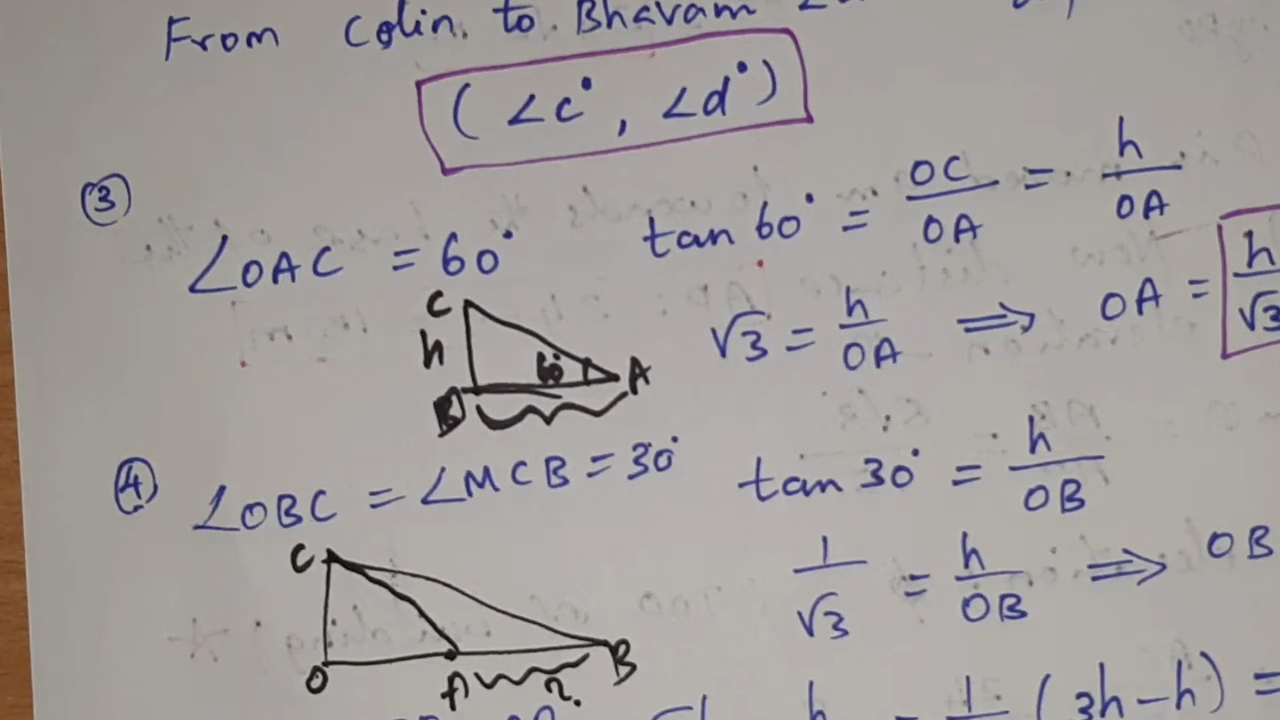 From Colin. to Bhavam
(∠c°, ∠d°)
③ ∠OAC = 60° tan 60° = OC/OA = h/OA
√3 = h/OA ⟹ OA = h/√3
C
h
60° A
④ ∠OBC = ∠MCB = 30° tan 30° = h/OB
1/√3 = h/OB ⟹ OB
C
O A ? B
(3h-h) =